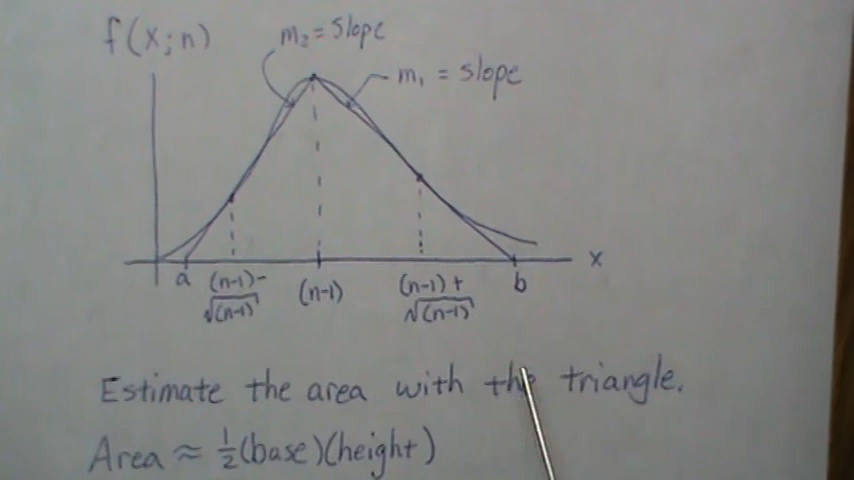 f(x;n)
m₂ = slope
m₁ = slope
x
a
(n-1)-
√(n-1)
(n-1)
(n-1)+
√(n-1)
b
Estimate the area with the triangle.
Area ≈ ½(base)(height)